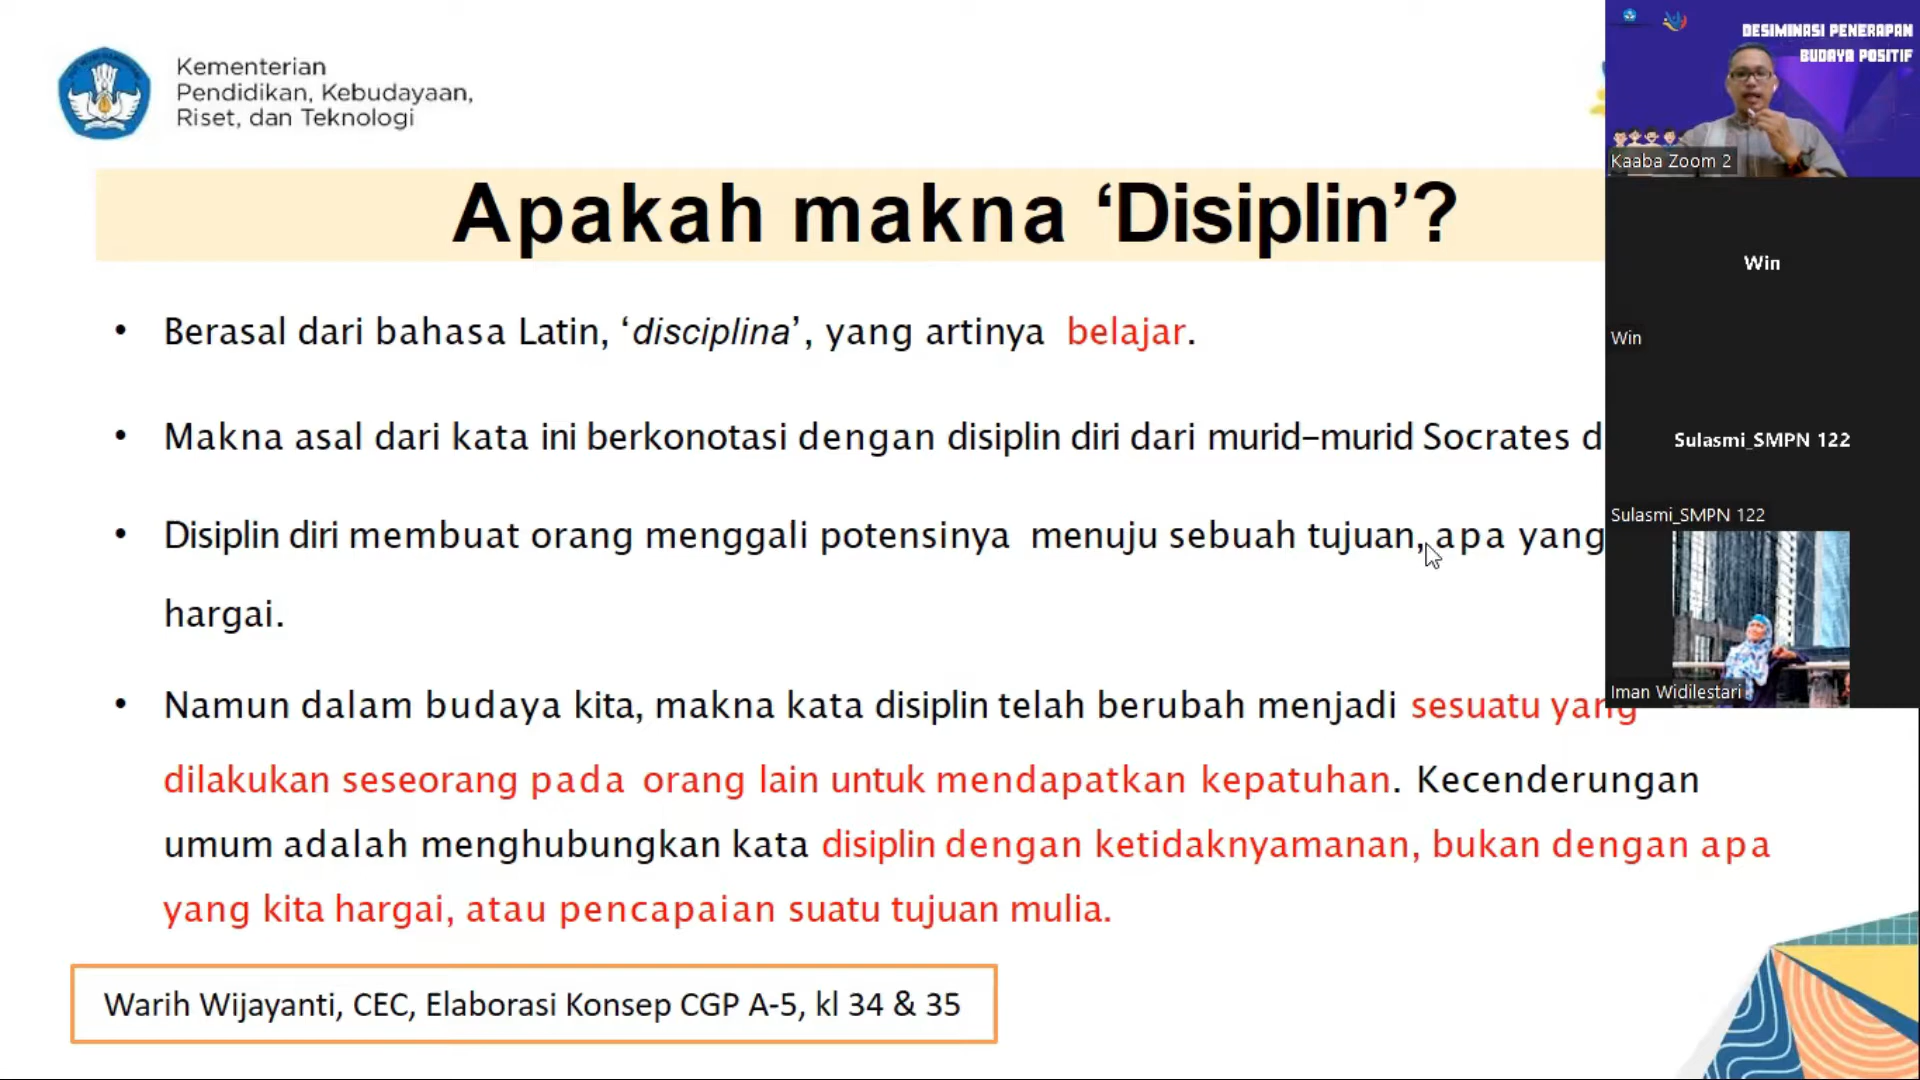 Kementerian
Pendidikan, Kebudayaan,
Riset, dan Teknologi
Apakah makna ‘Disiplin’?
• Berasal dari bahasa Latin, ‘disciplina’, yang artinya belajar.
• Makna asal dari kata ini berkonotasi dengan disiplin diri dari murid-murid Socrates d
• Disiplin diri membuat orang menggali potensinya menuju sebuah tujuan, apa yang
hargai.
• Namun dalam budaya kita, makna kata disiplin telah berubah menjadi sesuatu yang
dilakukan seseorang pada orang lain untuk mendapatkan kepatuhan. Kecenderungan
umum adalah menghubungkan kata disiplin dengan ketidaknyamanan, bukan dengan apa
yang kita hargai, atau pencapaian suatu tujuan mulia.
Warih Wijayanti, CEC, Elaborasi Konsep CGP A-5, kl 34 & 35
DESIMINASI PENERAPAN
BUDAYA POSITIF
Kaaba Zoom 2
Win
Win
Sulasmi_SMPN 122
Sulasmi_SMPN 122
Iman Widilestari